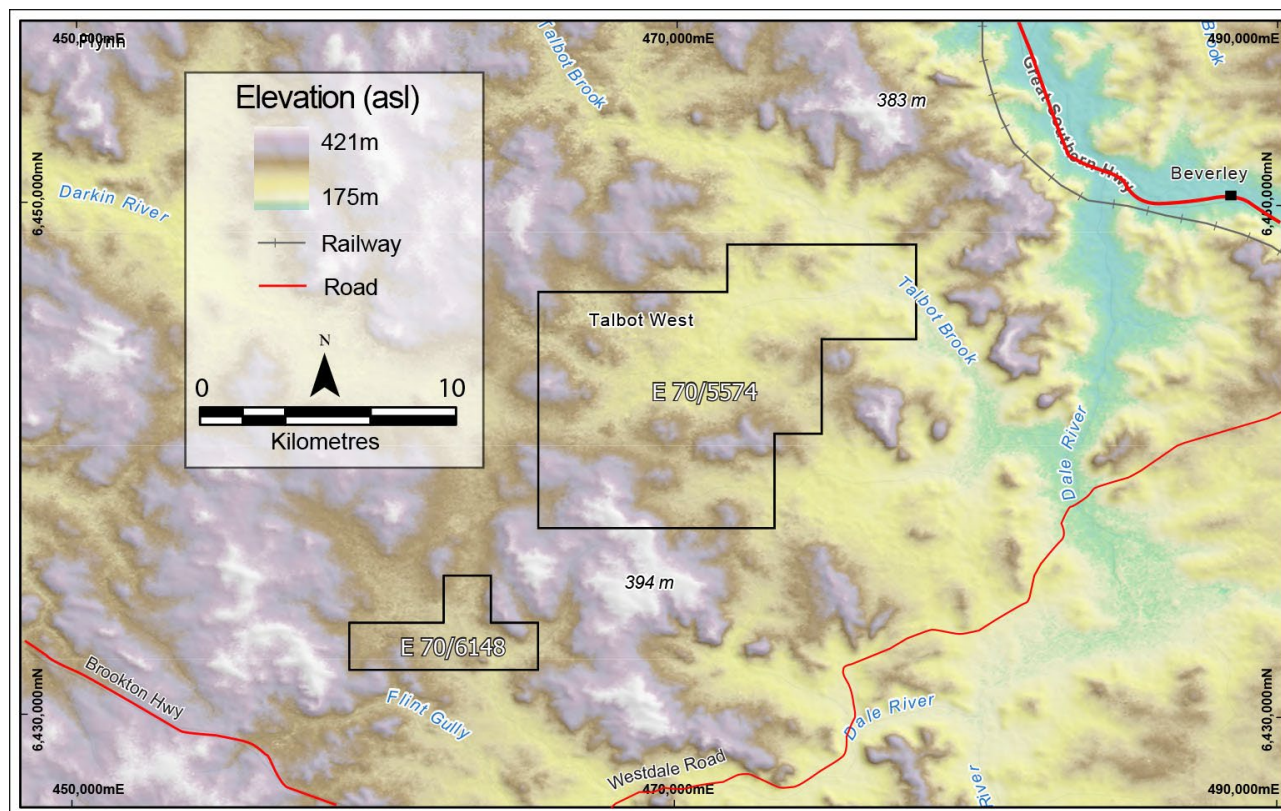 450,000mE
470,000mE
490,000mE
Flynn
Talbot Brook
Brook
383 m
Great Southern Hwy
Elevation (asl)
421m
175m
Railway
Road
N
0
10
Kilometres
Beverley
Darkin River
6,450,000mN
6,450,000mN
Talbot West
Talbot Brook
E 70/5574
Dale River
394 m
E 70/6148
Brookton Hwy
Flint Gully
Dale River
6,430,000mN
6,430,000mN
Westdale Road
River
450,000mE
470,000mE
490,000mE